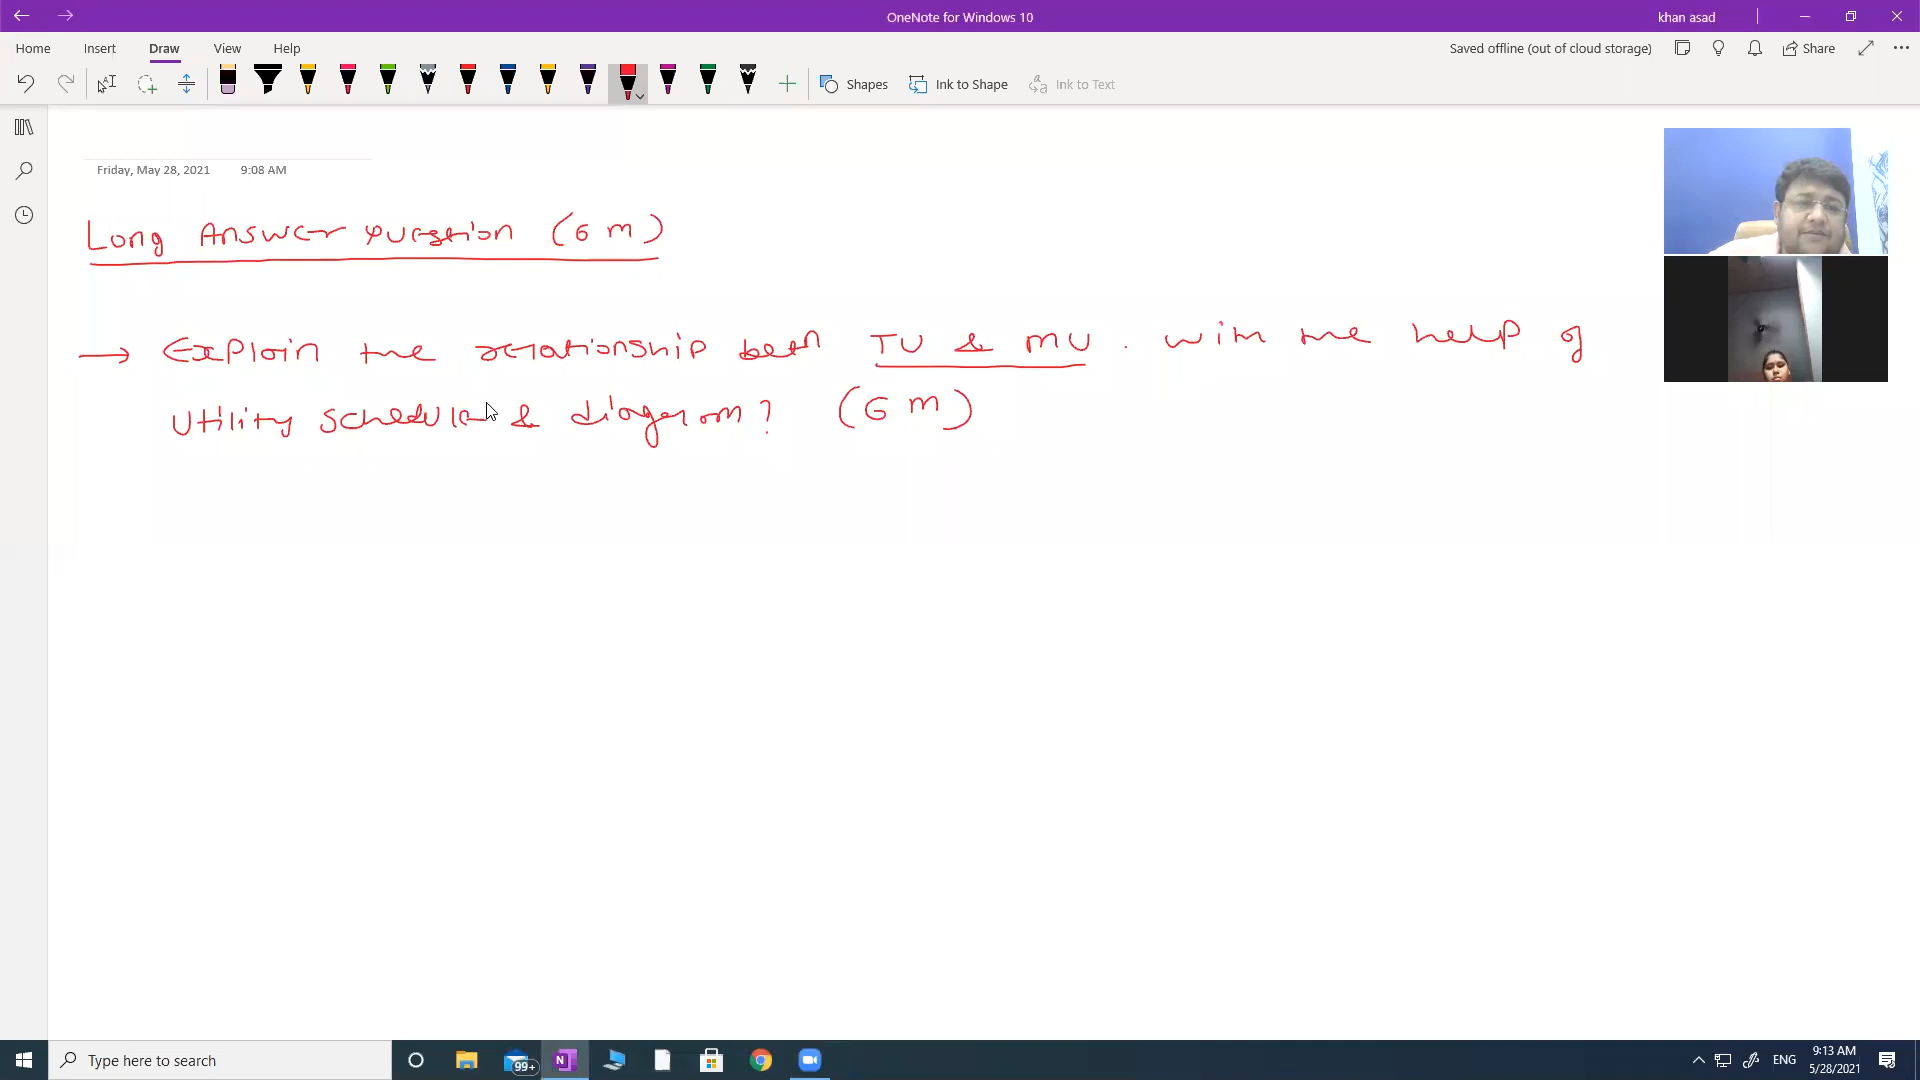 OneNote for Windows 10
khan asad
Home Insert Draw View Help
Saved offline (out of cloud storage)
Share
Shapes
Ink to Shape
Ink to Text
Friday, May 28, 2021 9:08 AM
Long Answer question (6 m)
→ Explain the relationship betn TU & MU. with the help of
utility schedule & diagram? (6 m)
Type here to search
99+
ENG
9:13 AM
5/28/2021